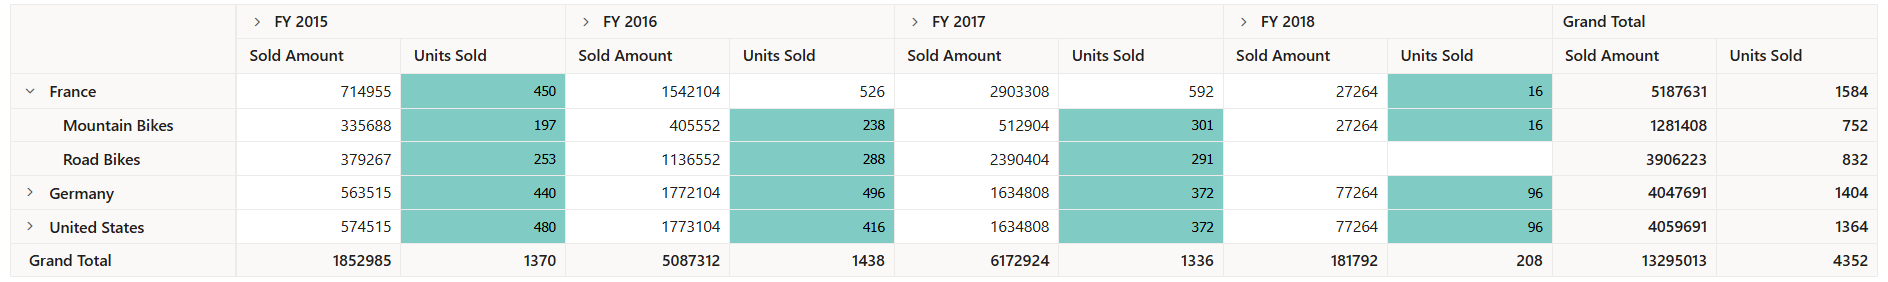 FY 2015 FY 2016 FY 2017 FY 2018 Grand Total
Sold Amount Units Sold Sold Amount Units Sold Sold Amount Units Sold Sold Amount Units Sold Sold Amount Units Sold
France 714955 450 1542104 526 2903308 592 27264 16 5187631 1584
Mountain Bikes 335688 197 405552 238 512904 301 27264 16 1281408 752
Road Bikes 379267 253 1136552 288 2390404 291 3906223 832
Germany 563515 440 1772104 496 1634808 372 77264 96 4047691 1404
United States 574515 480 1773104 416 1634808 372 77264 96 4059691 1364
Grand Total 1852985 1370 5087312 1438 6172924 1336 181792 208 13295013 4352